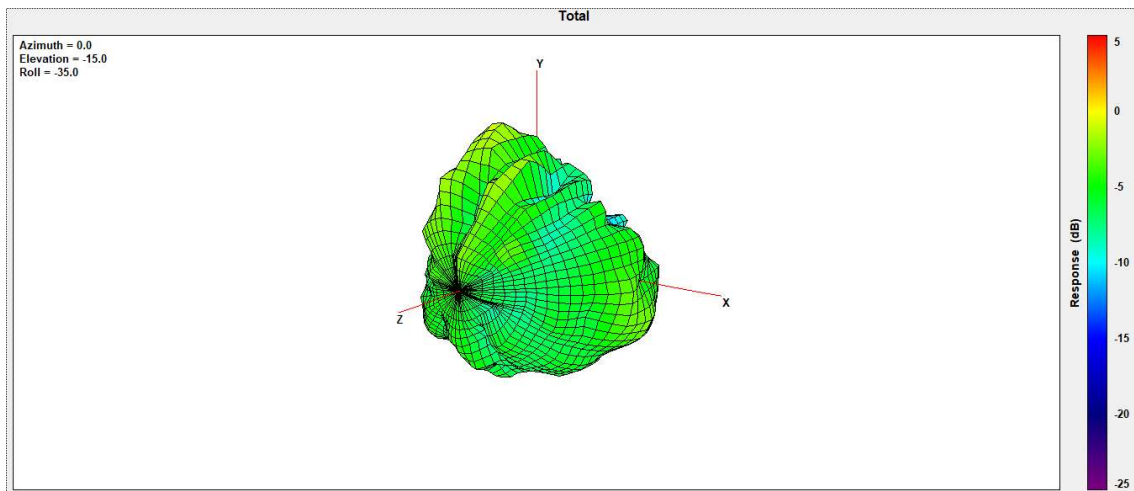 Total
Azimuth = 0.0
Elevation = -15.0
Roll = -35.0
Y
X
Z
5
0
-5
-10
-15
-20
-25
Response (dB)